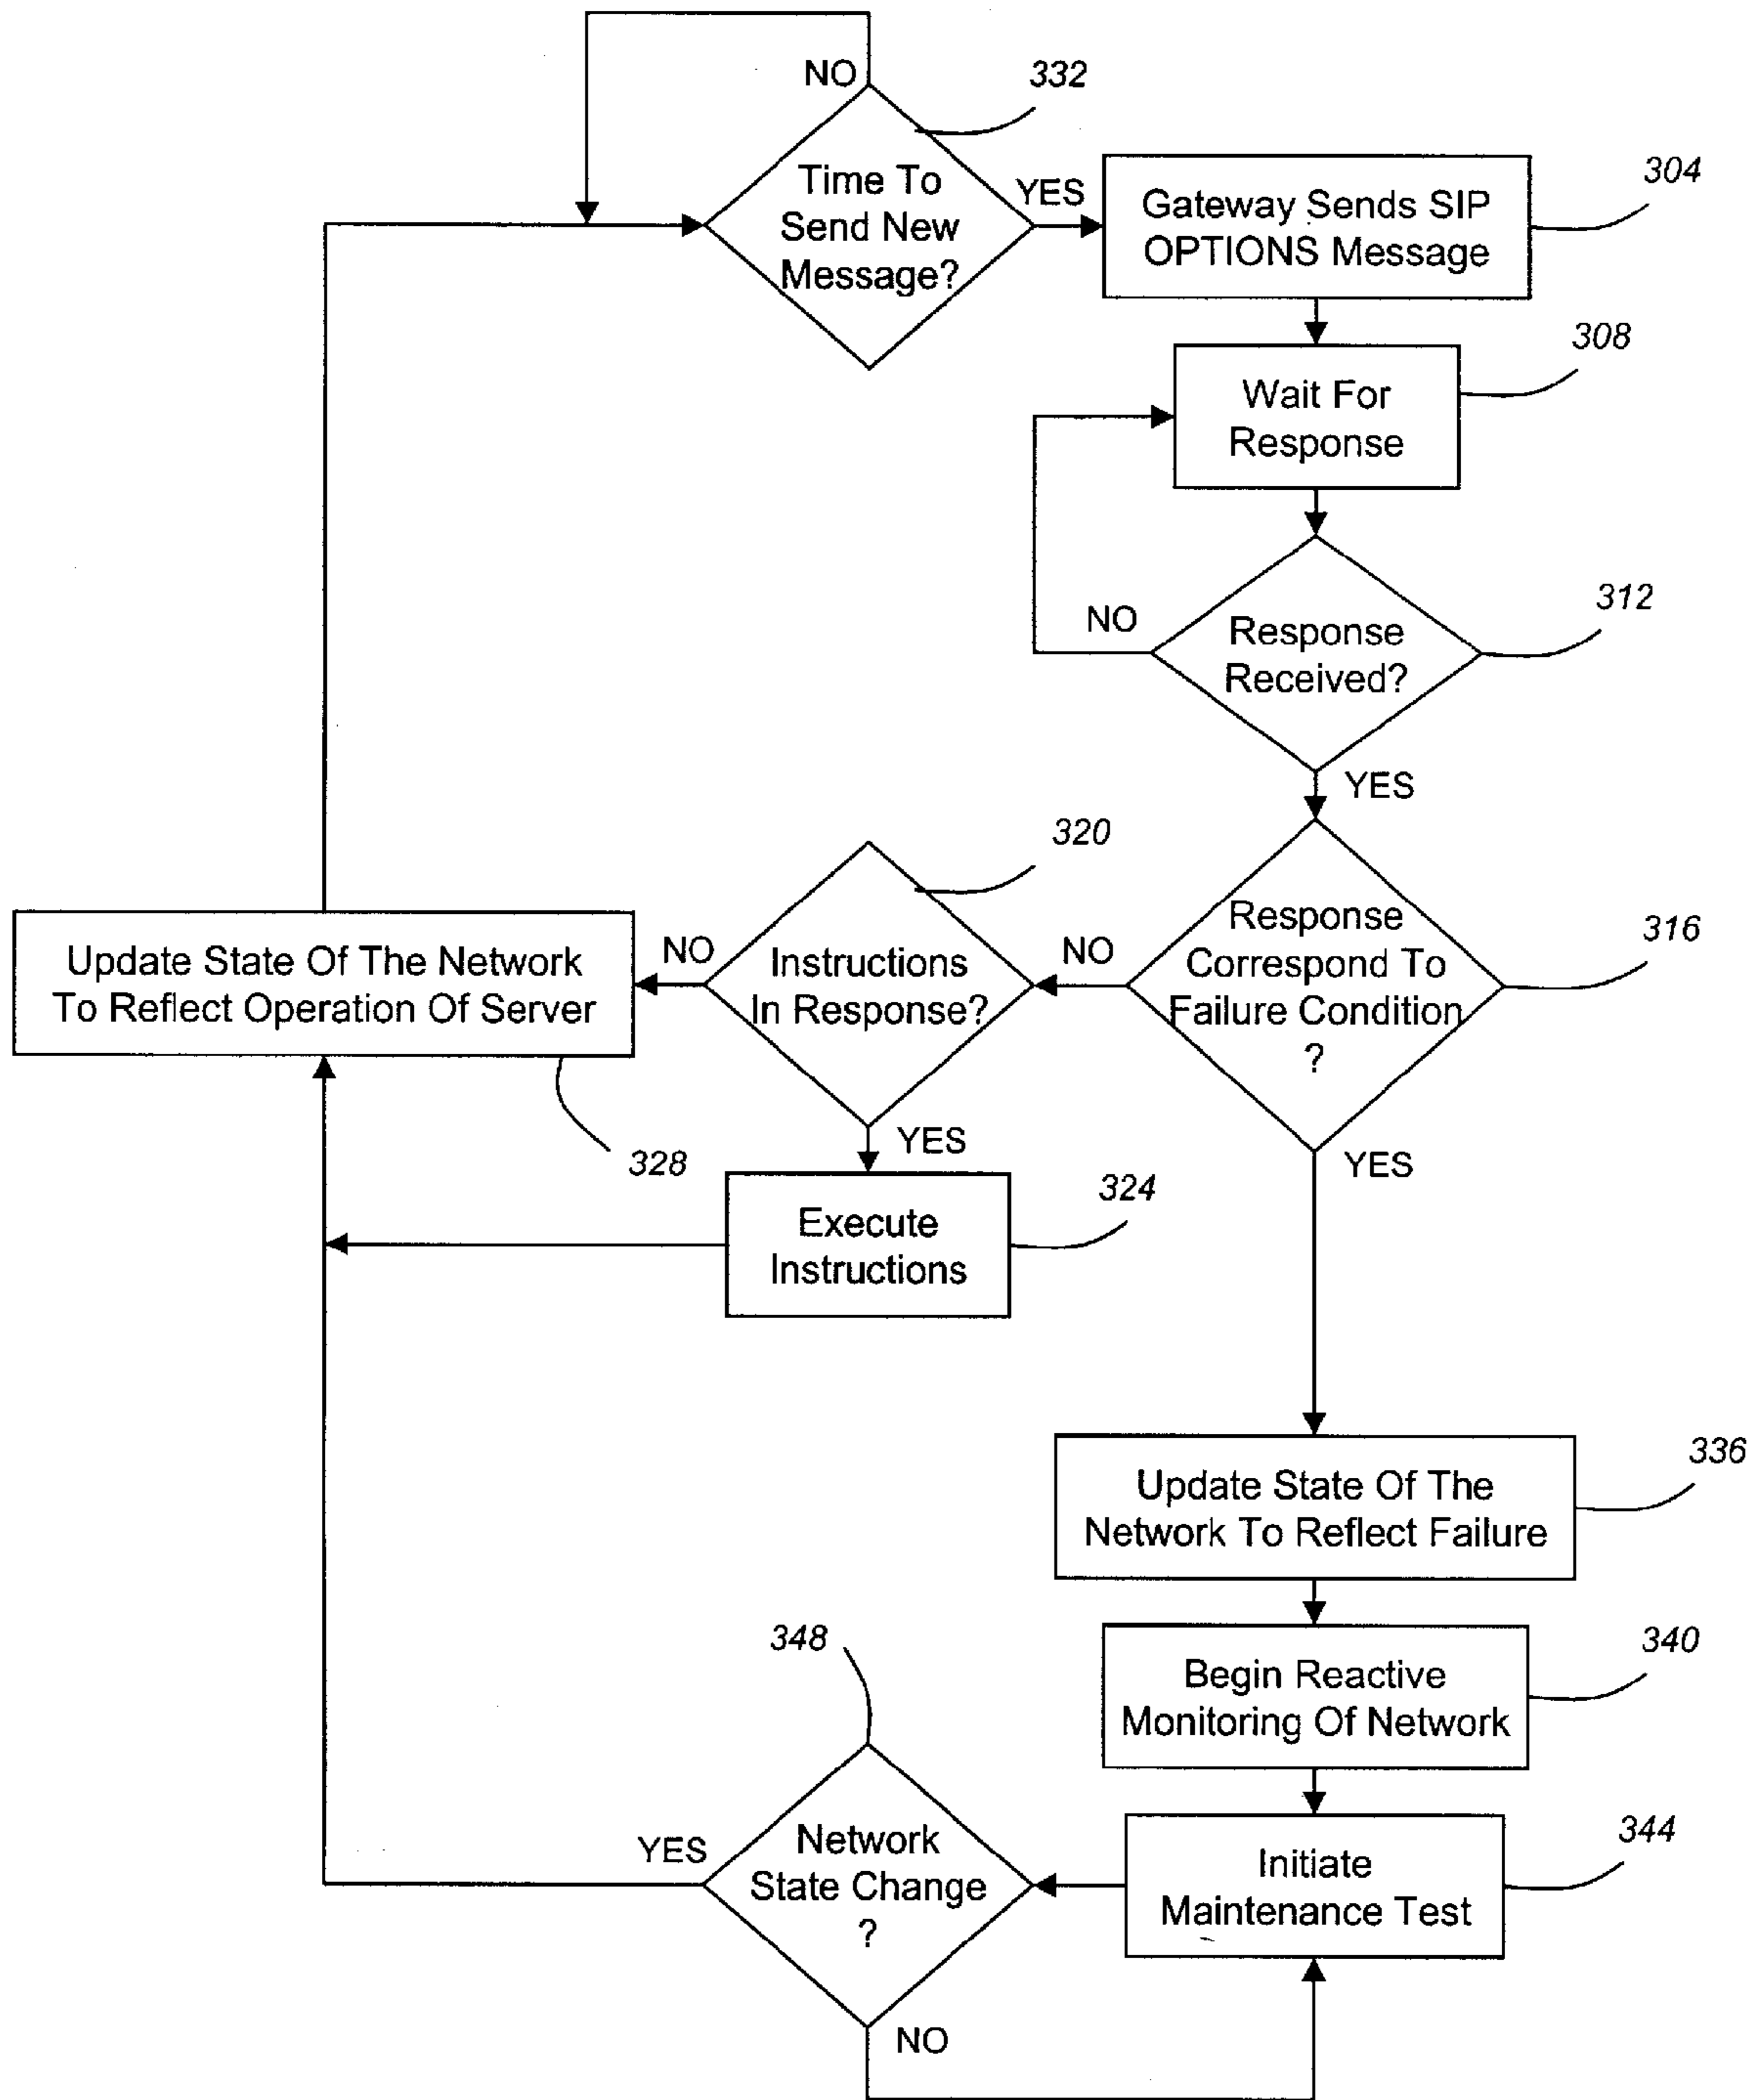 NO
332
Time To
Send New
Message?
YES
Gateway Sends SIP
OPTIONS Message
304
Wait For
Response
308
NO
Response
Received?
312
YES
320
Response
Correspond To
Failure Condition
?
316
NO
Instructions
In Response?
NO
Update State Of The Network
To Reflect Operation Of Server
328
YES
YES
Execute
Instructions
324
Update State Of The
Network To Reflect Failure
336
Begin Reactive
Monitoring Of Network
340
348
Initiate
Maintenance Test
344
Network
State Change
?
YES
NO